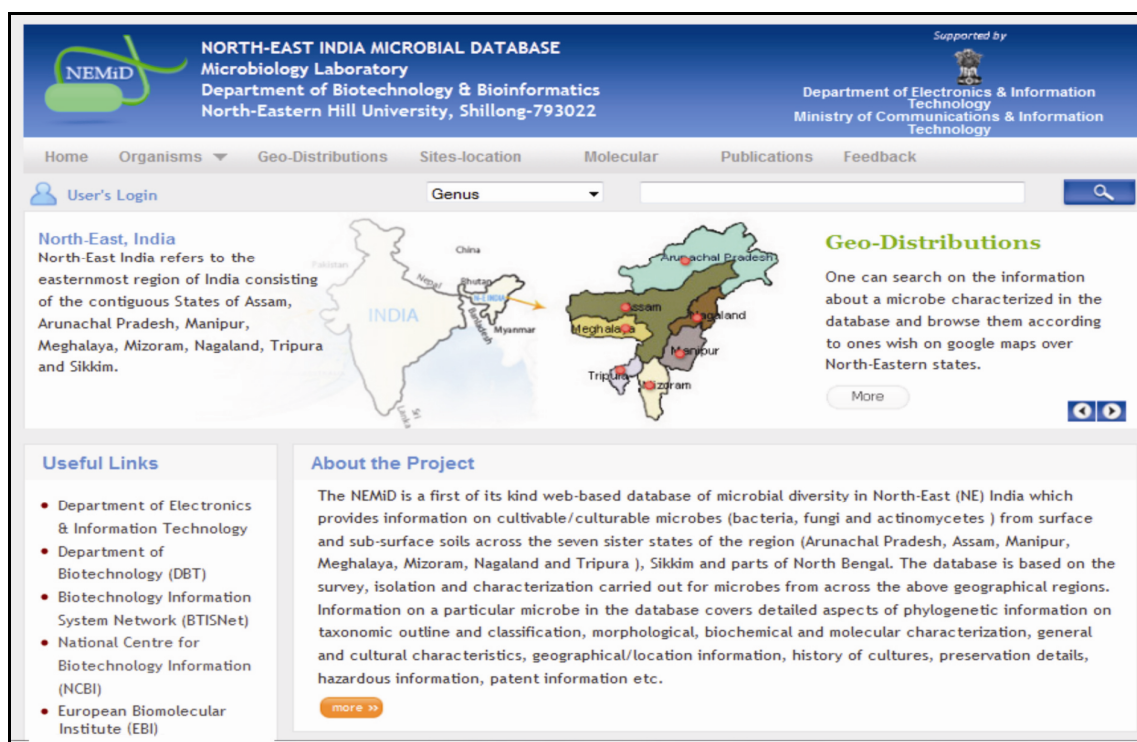 NEMiD
NORTH-EAST INDIA MICROBIAL DATABASE
Microbiology Laboratory
Department of Biotechnology & Bioinformatics
North-Eastern Hill University, Shillong-793022
Supported by
Department of Electronics & Information
Technology
Ministry of Communications & Information
Technology
Home Organisms Geo-Distributions Sites-location Molecular Publications Feedback
User's Login
Genus
North-East, India
North-East India refers to the
easternmost region of India consisting
of the contiguous States of Assam,
Arunachal Pradesh, Manipur,
Meghalaya, Mizoram, Nagaland, Tripura
and Sikkim.
Pakistan
China
Nepal
Bhutan
N-E INDIA
INDIA
Bangladesh
Myanmar
Sri
Lanka
Arunachal Pradesh
Assam
Nagaland
Meghalaya
Manipur
Tripura
Mizoram
Geo-Distributions
One can search on the information
about a microbe characterized in the
database and browse them according
to ones wish on google maps over
North-Eastern states.
More
Useful Links
Department of Electronics
& Information Technology
Department of
Biotechnology (DBT)
Biotechnology Information
System Network (BTISNet)
National Centre for
Biotechnology Information
(NCBI)
European Biomolecular
Institute (EBI)
About the Project
The NEMiD is a first of its kind web-based database of microbial diversity in North-East (NE) India which
provides information on cultivable/culturable microbes (bacteria, fungi and actinomycetes ) from surface
and sub-surface soils across the seven sister states of the region (Arunachal Pradesh, Assam, Manipur,
Meghalaya, Mizoram, Nagaland and Tripura ), Sikkim and parts of North Bengal. The database is based on the
survey, isolation and characterization carried out for microbes from across the above geographical regions.
Information on a particular microbe in the database covers detailed aspects of phylogenetic information on
taxonomic outline and classification, morphological, biochemical and molecular characterization, general
and cultural characteristics, geographical/location information, history of cultures, preservation details,
hazardous information, patent information etc.
more »